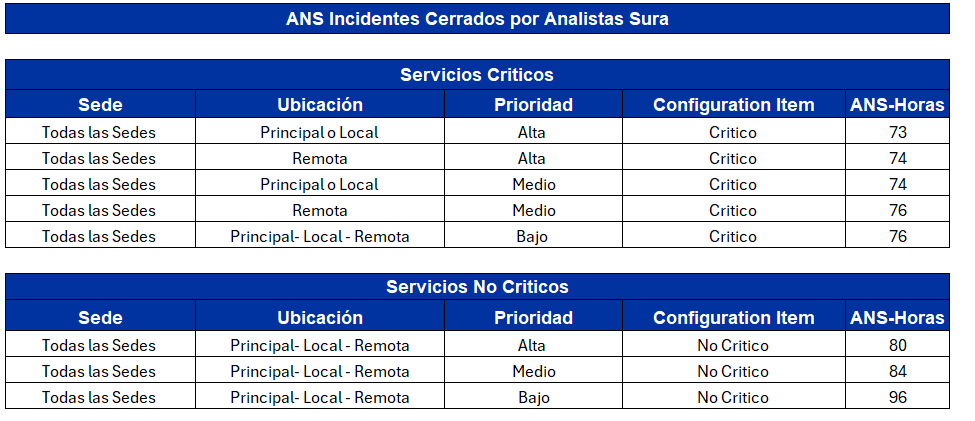 ANS Incidentes Cerrados por Analistas Sura
Servicios Criticos
Sede Ubicación Prioridad Configuration Item ANS-Horas
Todas las Sedes Principal o Local Alta Critico 73
Todas las Sedes Remota Alta Critico 74
Todas las Sedes Principal o Local Medio Critico 74
Todas las Sedes Remota Medio Critico 76
Todas las Sedes Principal- Local - Remota Bajo Critico 76
Servicios No Criticos
Sede Ubicación Prioridad Configuration Item ANS-Horas
Todas las Sedes Principal- Local - Remota Alta No Critico 80
Todas las Sedes Principal- Local - Remota Medio No Critico 84
Todas las Sedes Principal- Local - Remota Bajo No Critico 96